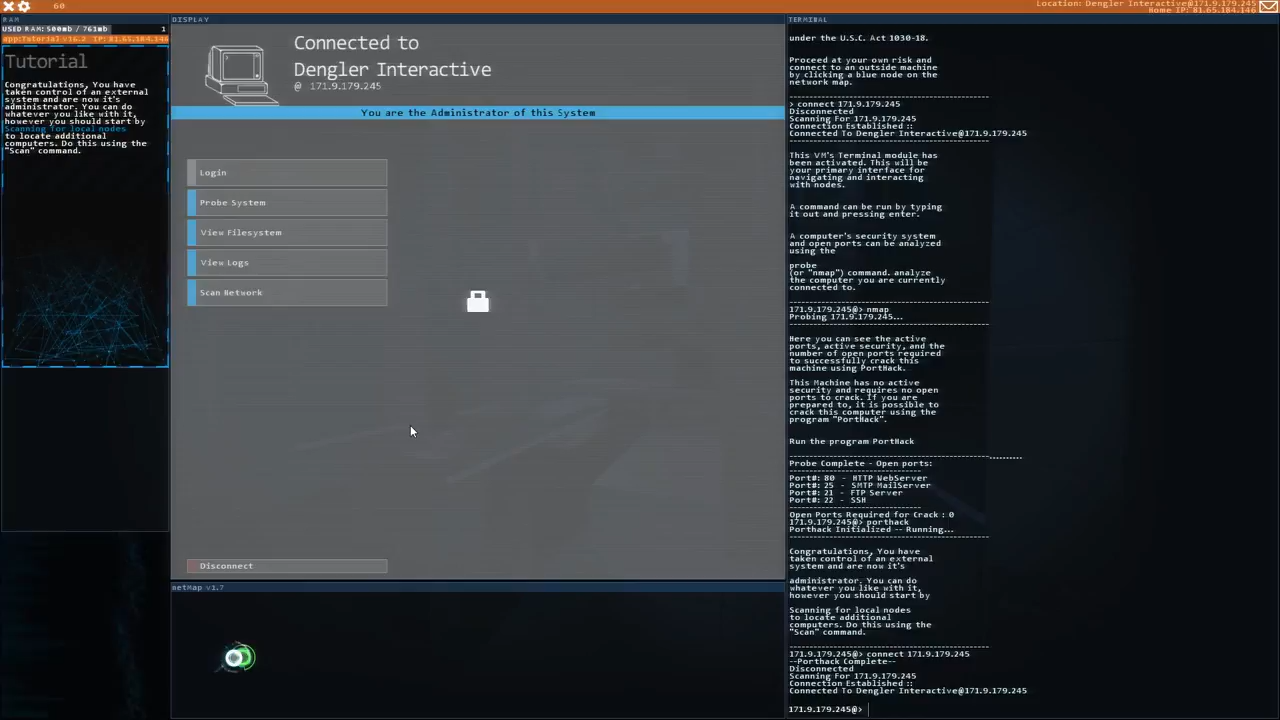 60
Location: Dengler Interactive@171.9.179.245
Home IP: 81.65.184.146
RAM
USED RAM: 500mb / 761mb
1
IP: 81.65.184.146
Tutorial
Congratulations, You have
taken control of an external
system and are now it's
administrator. You can do
whatever you like with it,
however you should start by
Scanning for local nodes
to locate additional
computers. Do this using the
"Scan" command.
DISPLAY
Connected to
Dengler Interactive
@ 171.9.179.245
You are the Administrator of this System
Login
Probe System
View Filesystem
View Logs
Scan Network
Disconnect
netMap v1.7
TERMINAL
under the U.S.C. Act 1030-18.
Proceed at your own risk and
connect to an outside machine
by clicking a blue node on the
network map.
> connect 171.9.179.245
Disconnected
Scanning For 171.9.179.245
Connection Established ::
Connected To Dengler Interactive@171.9.179.245
This VM's Terminal module has
been activated. This will be
your primary interface for
navigating and interacting
with nodes.
A command can be run by typing
it out and pressing enter.
A computer's security system
and open ports can be analyzed
using the
probe
(or "nmap") command. analyze
the computer you are currently
connected to.
171.9.179.245@> nmap
Probing 171.9.179.245...
Here you can see the active
ports, active security, and the
number of open ports required
to successfully crack this
machine using PortHack.
This Machine has no active
security and requires no open
ports to crack. If you are
prepared to, it is possible to
crack this computer using the
program "PortHack".
Run the program PortHack
Probe Complete - Open ports:
Port#: 80 - HTTP WebServer
Port#: 25 - SMTP MailServer
Port#: 21 - FTP Server
Port#: 22 - SSH
Open Ports Required for Crack : 0
171.9.179.245@> porthack
Porthack Initialized -- Running...
Congratulations, You have
taken control of an external
system and are now it's
administrator. You can do
whatever you like with it,
however you should start by
Scanning for local nodes
to locate additional
computers. Do this using the
"Scan" command.
171.9.179.245@> connect 171.9.179.245
--Porthack Complete--
Disconnected
Scanning For 171.9.179.245
Connection Established ::
Connected To Dengler Interactive@171.9.179.245
171.9.179.245@>